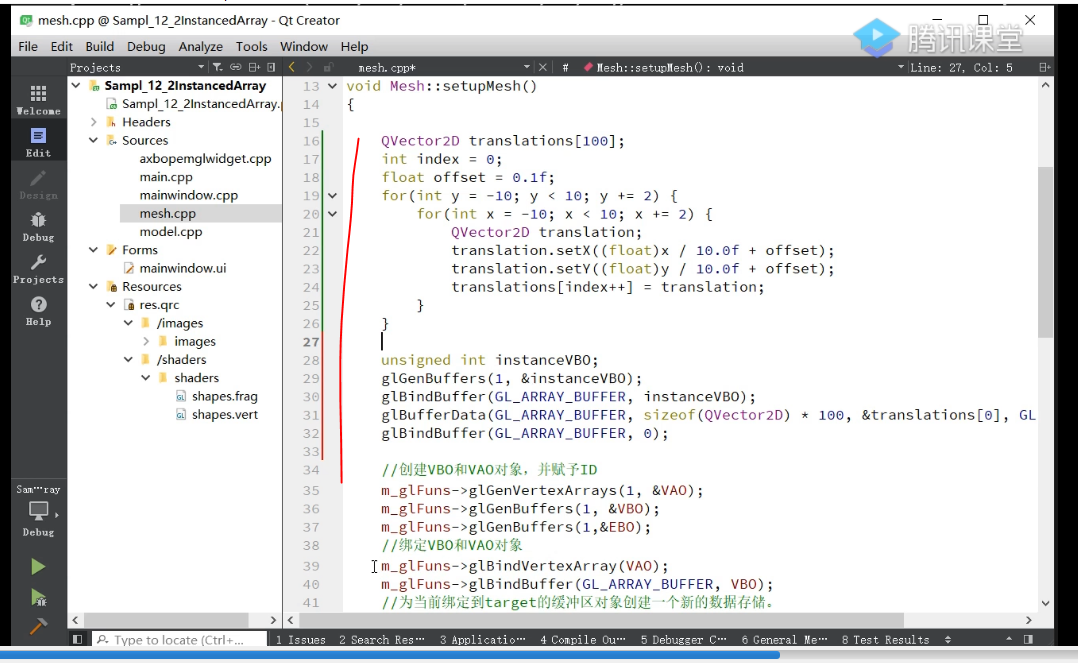 mesh.cpp @ Sampl_12_2InstancedArray - Qt Creator
腾讯课堂
File Edit Build Debug Analyze Tools Window Help
Projects
mesh.cpp*
# Mesh::setupMesh(): void
Line: 27, Col: 5
Welcome
Edit
Design
Debug
Projects
Help
Sam…ray
Debug
Sampl_12_2InstancedArray
Sampl_12_2InstancedArray.
Headers
Sources
axbopemglwidget.cpp
main.cpp
mainwindow.cpp
mesh.cpp
model.cpp
Forms
mainwindow.ui
Resources
res.qrc
/images
images
/shaders
shaders
shapes.frag
shapes.vert
13 void Mesh::setupMesh()
14 {
15
16 QVector2D translations[100];
17 int index = 0;
18 float offset = 0.1f;
19 for(int y = -10; y < 10; y += 2) {
20 for(int x = -10; x < 10; x += 2) {
21 QVector2D translation;
22 translation.setX((float)x / 10.0f + offset);
23 translation.setY((float)y / 10.0f + offset);
24 translations[index++] = translation;
25 }
26 }
27
28 unsigned int instanceVBO;
29 glGenBuffers(1, &instanceVBO);
30 glBindBuffer(GL_ARRAY_BUFFER, instanceVBO);
31 glBufferData(GL_ARRAY_BUFFER, sizeof(QVector2D) * 100, &translations[0], GL
32 glBindBuffer(GL_ARRAY_BUFFER, 0);
33
34 //创建VBO和VAO对象，并赋予ID
35 m_glFuns->glGenVertexArrays(1, &VAO);
36 m_glFuns->glGenBuffers(1, &VBO);
37 m_glFuns->glGenBuffers(1,&EBO);
38 //绑定VBO和VAO对象
39 m_glFuns->glBindVertexArray(VAO);
40 m_glFuns->glBindBuffer(GL_ARRAY_BUFFER, VBO);
41 //为当前绑定到target的缓冲区对象创建一个新的数据存储。
Type to locate (Ctrl+...
1 Issues 2 Search Res… 3 Applicatio… 4 Compile Ou… 5 Debugger C… 6 General Me… 8 Test Results